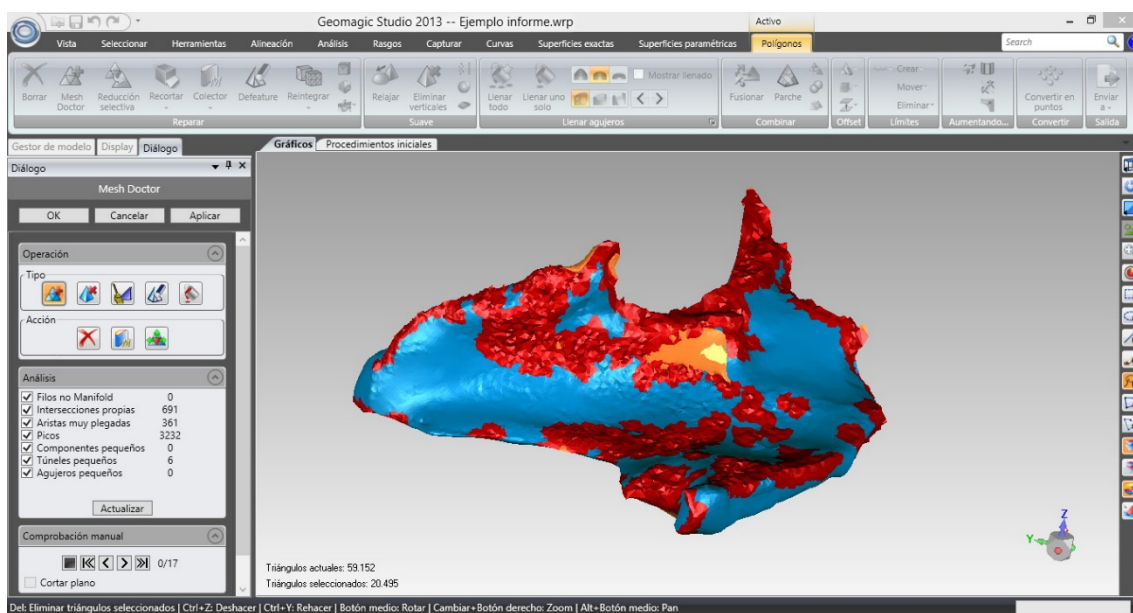 Geomagic Studio 2013 -- Ejemplo informe.wrp
Activo
Vista Seleccionar Herramientas Alineación Análisis Rasgos Capturar Curvas Superficies exactas Superficies paramétricas Polígonos
Search
Borrar
Mesh Doctor
Reducción selectiva
Recortar
Colector
Defeature
Reintegrar
Relajar
Eliminar verticales
Llenar todo
Llenar uno solo
Mostrar llenado
Fusionar
Parche
Crear
Mover
Eliminar
Convertir en puntos
Enviar a
Reparar Suave Llenar agujeros Combinar Offset Límites Aumentando... Convertir Salida
Gestor de modelo Display Diálogo
Gráficos Procedimientos iniciales
Diálogo
Mesh Doctor
OK Cancelar Aplicar
Operación
Tipo
Acción
Análisis
Filos no Manifold 0
Intersecciones propias 691
Aristas muy plegadas 361
Picos 3232
Componentes pequeños 0
Túneles pequeños 6
Agujeros pequeños 0
Actualizar
Comprobación manual
0/17
Cortar plano
Z
Y
Triángulos actuales: 59.152
Triángulos seleccionados: 20.495
Del: Eliminar triángulos seleccionados | Ctrl+Z: Deshacer | Ctrl+Y: Rehacer | Botón medio: Rotar | Cambiar+Botón derecho: Zoom | Alt+Botón medio: Pan